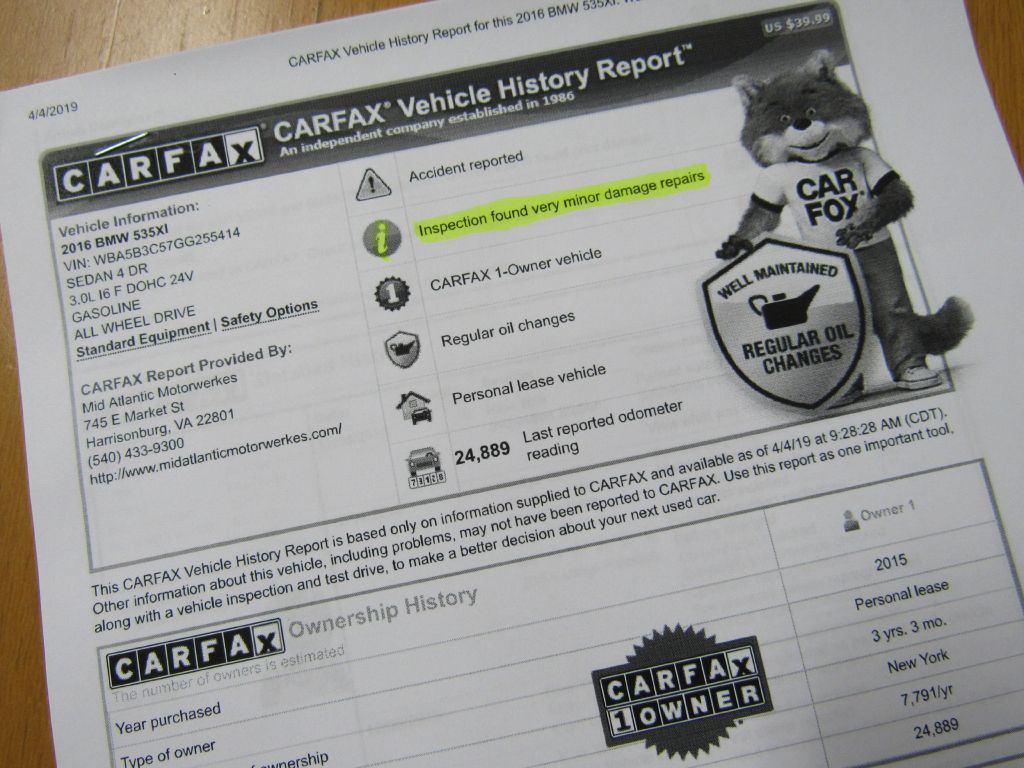 4/4/2019
CARFAX Vehicle History Report for this 2016 BMW 535XI:
US $39.99
CARFAX
CARFAX® Vehicle History Report™
An independent company established in 1986
Vehicle Information:
2016 BMW 535XI
VIN: WBA5B3C57GG255414
SEDAN 4 DR
3.0L I6 F DOHC 24V
GASOLINE
ALL WHEEL DRIVE
Standard Equipment | Safety Options
CARFAX Report Provided By:
Mid Atlantic Motorwerkes
745 E Market St
Harrisonburg, VA 22801
(540) 433-9300
http://www.midatlanticmotorwerkes.com/
Accident reported
i
Inspection found very minor damage repairs
1
CARFAX 1-Owner vehicle
Regular oil changes
Personal lease vehicle
24,889 Last reported odometer
reading
CAR
FOX
WELL MAINTAINED
REGULAR OIL
CHANGES
This CARFAX Vehicle History Report is based only on information supplied to CARFAX and available as of 4/4/19 at 9:28:28 AM (CDT).
Other information about this vehicle, including problems, may not have been reported to CARFAX. Use this report as one important tool,
along with a vehicle inspection and test drive, to make a better decision about your next used car.
CARFAX Ownership History
The number of owners is estimated
Owner 1
Year purchased
2015
Type of owner
Personal lease
ownership
3 yrs. 3 mo.
New York
7,791/yr
24,889
CARFAX
1 OWNER